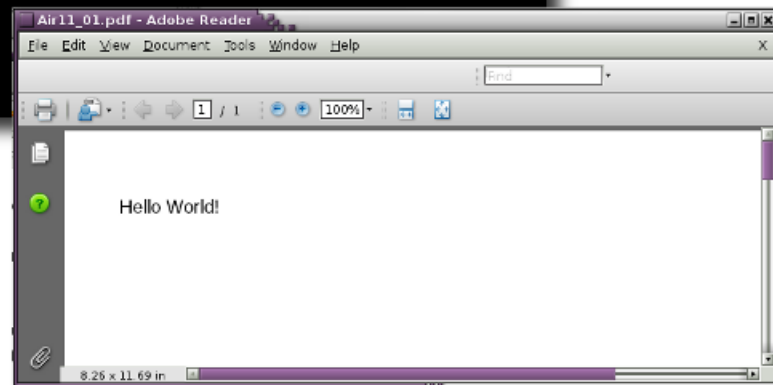 Air11_01.pdf - Adobe Reader
File Edit View Document Tools Window Help X
Find
1 / 1 100%
?
Hello World!
8.26 x 11.69 in